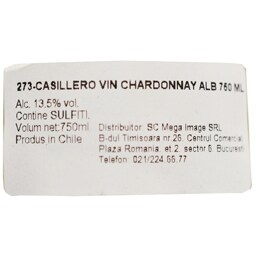 273-CASILLERO VIN CHARDONNAY ALB 750 ML
Alc. 13.5% vol.
Contine SULFITI.
Volum net:750ml.
Produs in Chile
Distribuitor: SC Mega Image SRL
B-dul Timisoara nr 26, Centrul Comercial
Plaza Romania, et.2, sector 6, Bucuresti
Telefon: 021/224.66.77